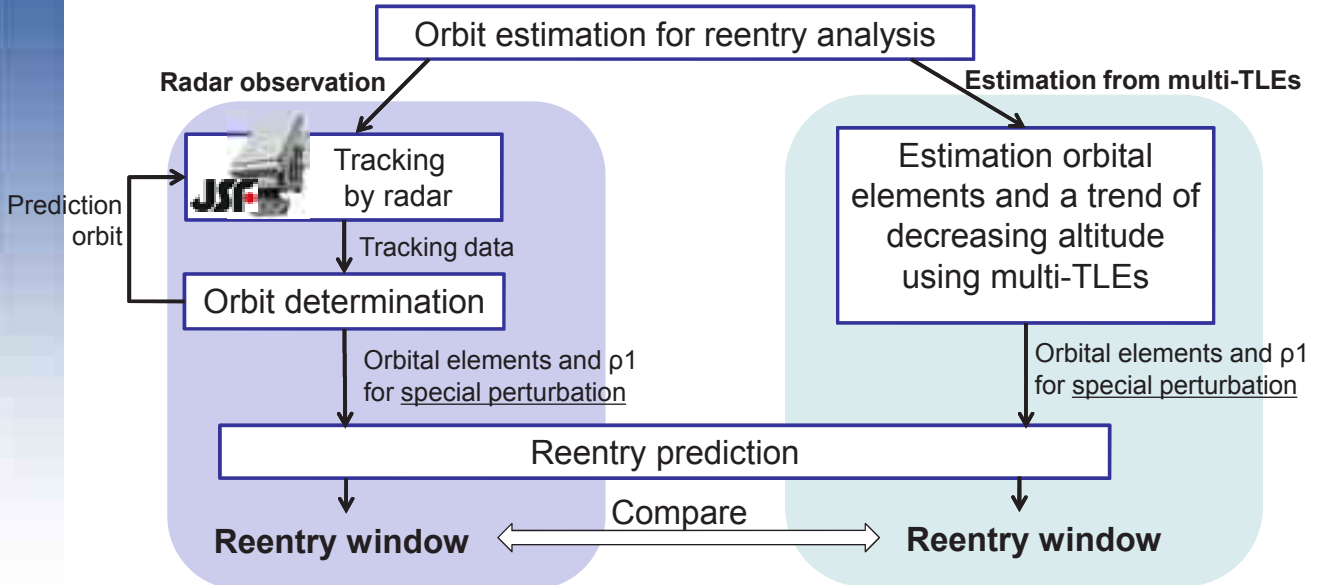 Orbit estimation for reentry analysis
Radar observation
Estimation from multi-TLEs
Tracking
by radar
JSF
Prediction
orbit
Tracking data
Orbit determination
Estimation orbital
elements and a trend of
decreasing altitude
using multi-TLEs
Orbital elements and ρ1
for special perturbation
Orbital elements and ρ1
for special perturbation
Reentry prediction
Compare
Reentry window
Reentry window